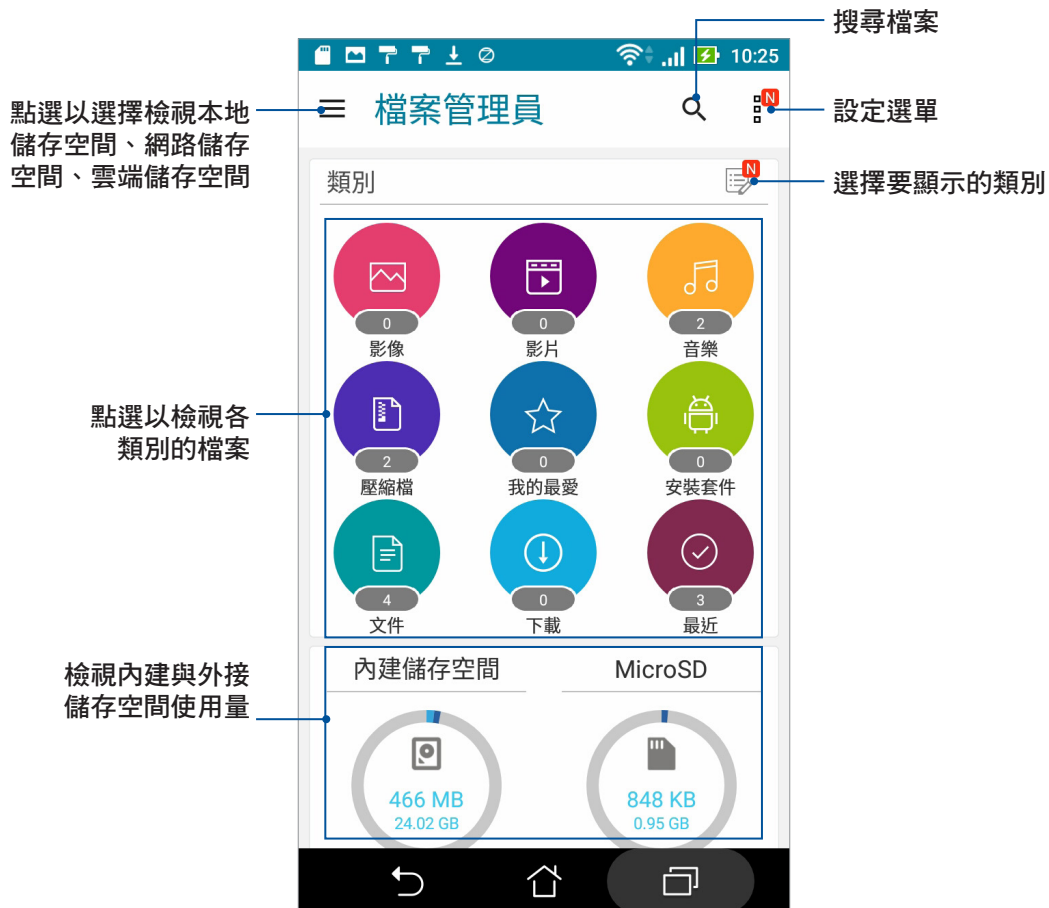 搜尋檔案
10:25
點選以選擇檢視本地
儲存空間、網路儲存
空間、雲端儲存空間
檔案管理員
N
設定選單
類別
N
選擇要顯示的類別
0
影像
0
影片
2
音樂
點選以檢視各
類別的檔案
2
壓縮檔
0
我的最愛
0
安裝套件
4
文件
0
下載
3
最近
檢視內建與外接
儲存空間使用量
內建儲存空間
MicroSD
466 MB
24.02 GB
848 KB
0.95 GB